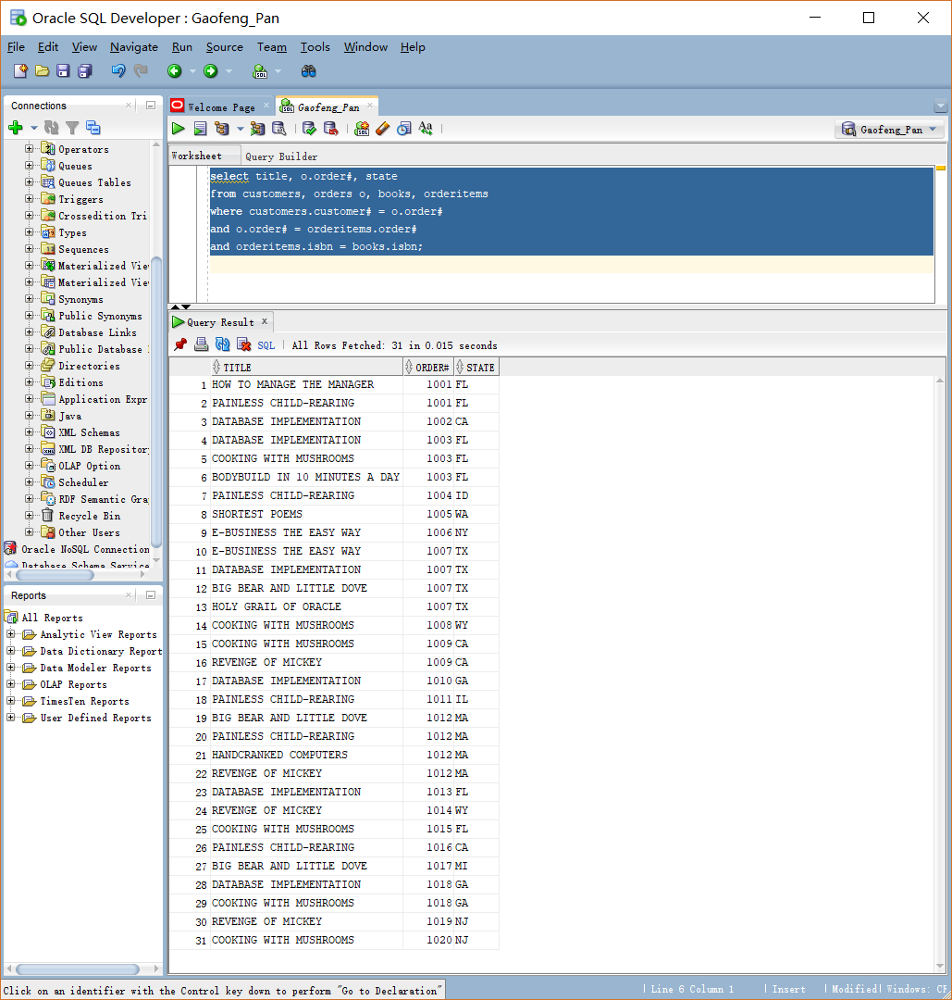 Oracle SQL Developer : Gaofeng_Pan
File Edit View Navigate Run Source Team Tools Window Help
Connections
Operators
Queues
Queues Tables
Triggers
Crossedition Tri
Types
Sequences
Materialized Vie
Materialized Vie
Synonyms
Public Synonyms
Database Links
Public Database
Directories
Editions
Application Expr
Java
XML Schemas
XML DB Repositor
OLAP Option
Scheduler
RDF Semantic Gra
Recycle Bin
Other Users
Oracle NoSQL Connection
Database Schema Service
Reports
All Reports
Analytic View Reports
Data Dictionary Report
Data Modeler Reports
OLAP Reports
TimesTen Reports
User Defined Reports
Welcome Page Gaofeng_Pan
Gaofeng_Pan
Worksheet Query Builder
select title, o.order#, state
from customers, orders o, books, orderitems
where customers.customer# = o.order#
and o.order# = orderitems.order#
and orderitems.isbn = books.isbn;
Query Result
SQL | All Rows Fetched: 31 in 0.015 seconds
TITLE ORDER# STATE
1 HOW TO MANAGE THE MANAGER 1001 FL
2 PAINLESS CHILD-REARING 1001 FL
3 DATABASE IMPLEMENTATION 1002 CA
4 DATABASE IMPLEMENTATION 1003 FL
5 COOKING WITH MUSHROOMS 1003 FL
6 BODYBUILD IN 10 MINUTES A DAY 1003 FL
7 PAINLESS CHILD-REARING 1004 ID
8 SHORTEST POEMS 1005 WA
9 E-BUSINESS THE EASY WAY 1006 NY
10 E-BUSINESS THE EASY WAY 1007 TX
11 DATABASE IMPLEMENTATION 1007 TX
12 BIG BEAR AND LITTLE DOVE 1007 TX
13 HOLY GRAIL OF ORACLE 1007 TX
14 COOKING WITH MUSHROOMS 1008 WY
15 COOKING WITH MUSHROOMS 1009 CA
16 REVENGE OF MICKEY 1009 CA
17 DATABASE IMPLEMENTATION 1010 GA
18 PAINLESS CHILD-REARING 1011 IL
19 BIG BEAR AND LITTLE DOVE 1012 MA
20 PAINLESS CHILD-REARING 1012 MA
21 HANDCRANKED COMPUTERS 1012 MA
22 REVENGE OF MICKEY 1012 MA
23 DATABASE IMPLEMENTATION 1013 FL
24 REVENGE OF MICKEY 1014 WY
25 COOKING WITH MUSHROOMS 1015 FL
26 PAINLESS CHILD-REARING 1016 CA
27 BIG BEAR AND LITTLE DOVE 1017 MI
28 DATABASE IMPLEMENTATION 1018 GA
29 COOKING WITH MUSHROOMS 1018 GA
30 REVENGE OF MICKEY 1019 NJ
31 COOKING WITH MUSHROOMS 1020 NJ
Click on an identifier with the Control key down to perform "Go to Declaration" | Line 6 Column 1 | Insert | Modified| Windows: CR